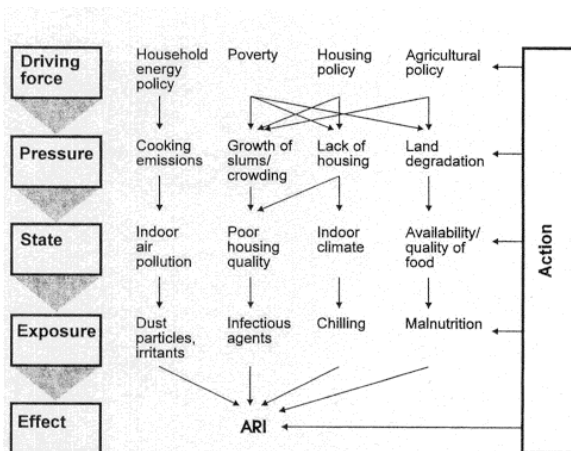 Driving
force
Household
energy
policy
Poverty
Housing
policy
Agricultural
policy
Pressure
Cooking
emissions
Growth of
slums/
crowding
Lack of
housing
Land
degradation
State
Indoor
air
pollution
Poor
housing
quality
Indoor
climate
Availability/
quality of
food
Exposure
Dust
particles,
irritants
Infectious
agents
Chilling
Malnutrition
Effect
ARI
Action